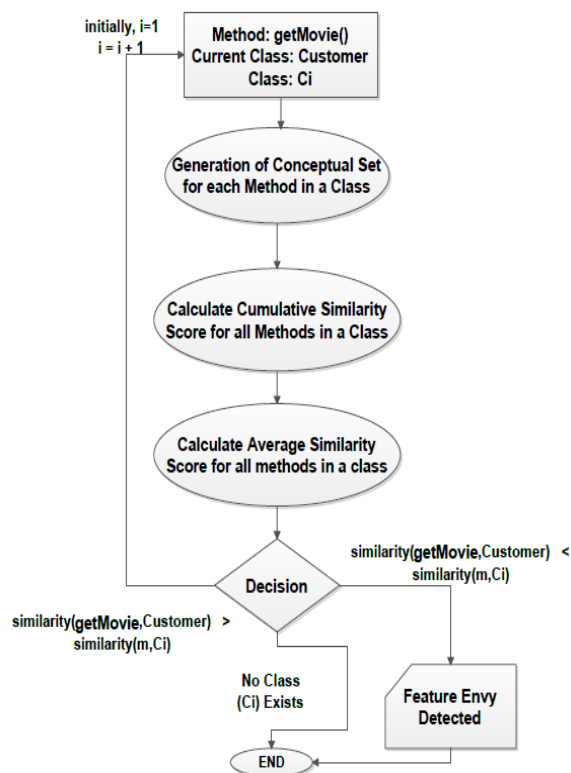 initially, i=1
i = i + 1
Method: getMovie()
Current Class: Customer
Class: Ci
Generation of Conceptual Set
for each Method in a Class
Calculate Cumulative Similarity
Score for all Methods in a Class
Calculate Average Similarity
Score for all methods in a class
Decision
similarity(getMovie,Customer) <
similarity(m,Ci)
similarity(getMovie,Customer) >
similarity(m,Ci)
No Class
(Ci) Exists
Feature Envy
Detected
END